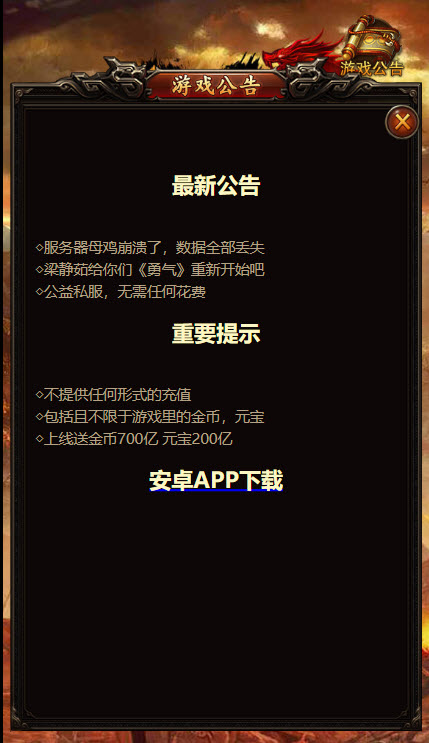 游戏公告
游戏公告
最新公告
◇服务器母鸡崩溃了，数据全部丢失
◇梁静茹给你们《勇气》重新开始吧
◇公益私服，无需任何花费
重要提示
◇不提供任何形式的充值
◇包括且不限于游戏里的金币，元宝
◇上线送金币700亿 元宝200亿
安卓APP下载